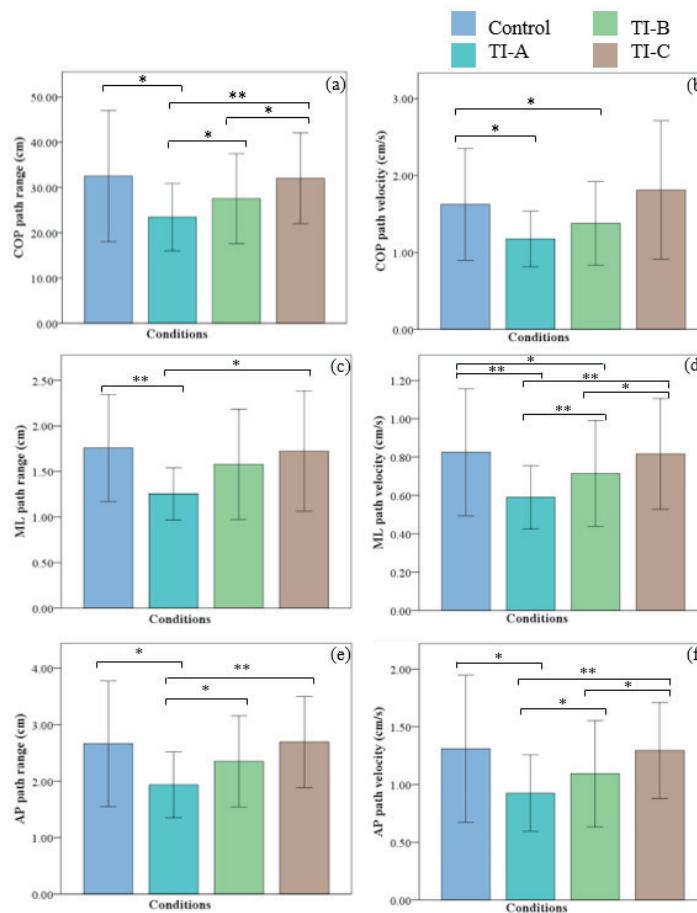 Control
TI-B
TI-A
TI-C
(a)
*
**
*
*
50.00
40.00
30.00
20.00
10.00
0.00
COP path range (cm)
Conditions
(b
*
*
3.00
2.00
1.00
.00
COP path velocity (cm/s)
(c)
**
*
2.50
2.00
1.50
1.00
.50
0.00
ML path range (cm)
Conditions
(d
*
**
**
*
**
1.20
1.00
0.80
0.60
0.40
0.20
0.00
ML path velocity (cm/s)
Conditions
(e)
*
**
*
4.00
3.00
2.00
1.00
0.00
AP path range (cm)
Conditions
(f
*
**
*
*
2.00
1.50
1.00
0.50
0.00
AP path velocity (cm/s)
Conditions